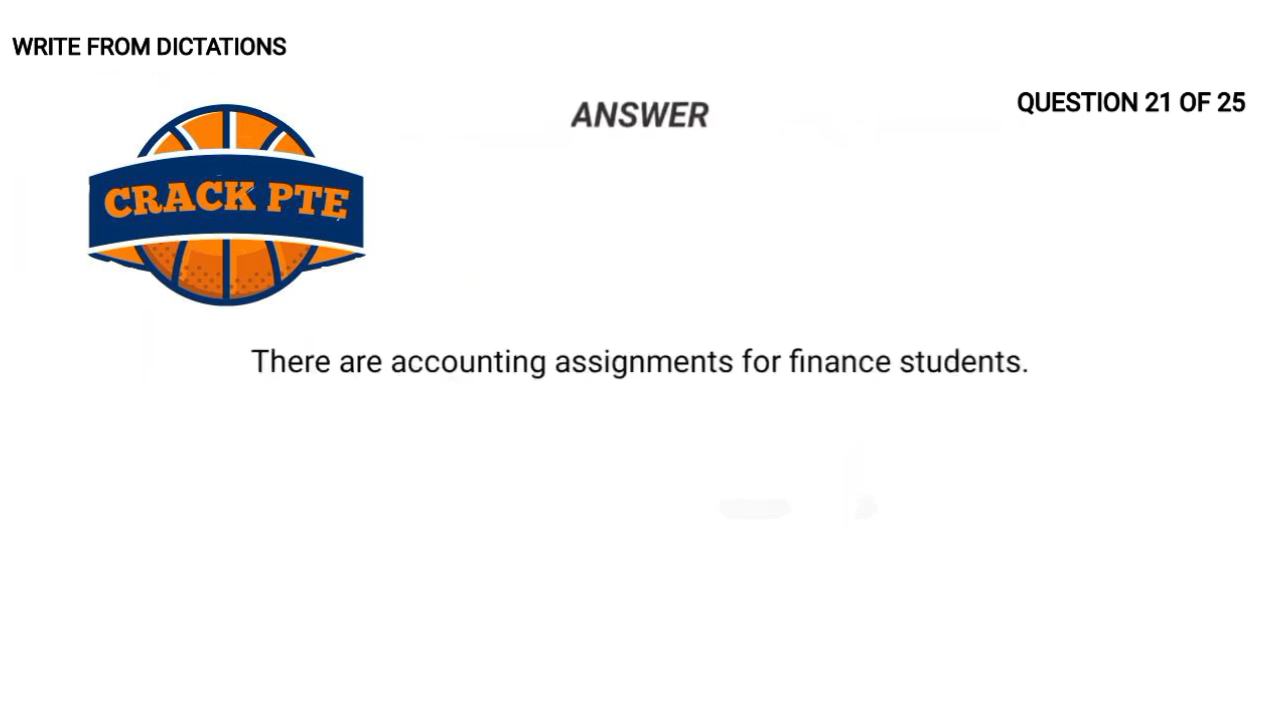 WRITE FROM DICTATIONS
ANSWER
QUESTION 21 OF 25
CRACK PTE
There are accounting assignments for finance students.